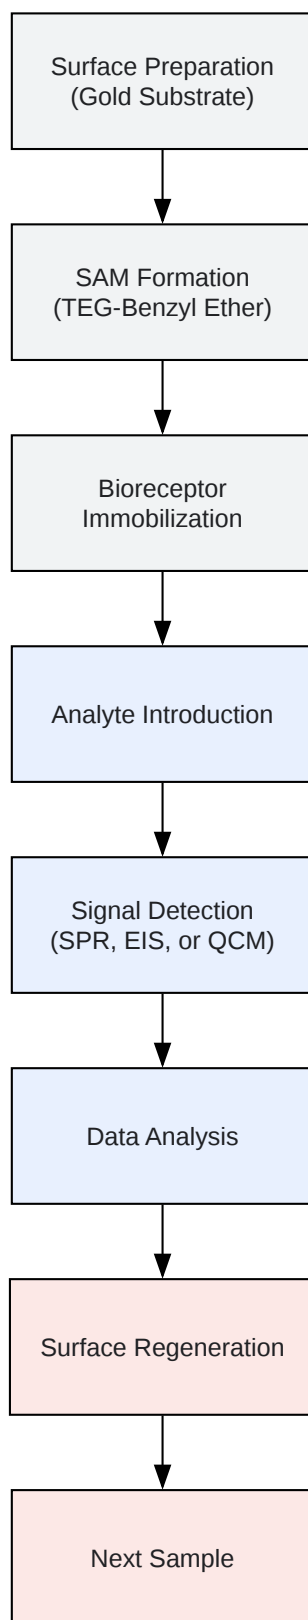 Surface Preparation
(Gold Substrate)
SAM Formation
(TEG-Benzyl Ether)
Bioreceptor
Immobilization
Analyte Introduction
Signal Detection
(SPR, EIS, or QCM)
Data Analysis
Surface Regeneration
Next Sample